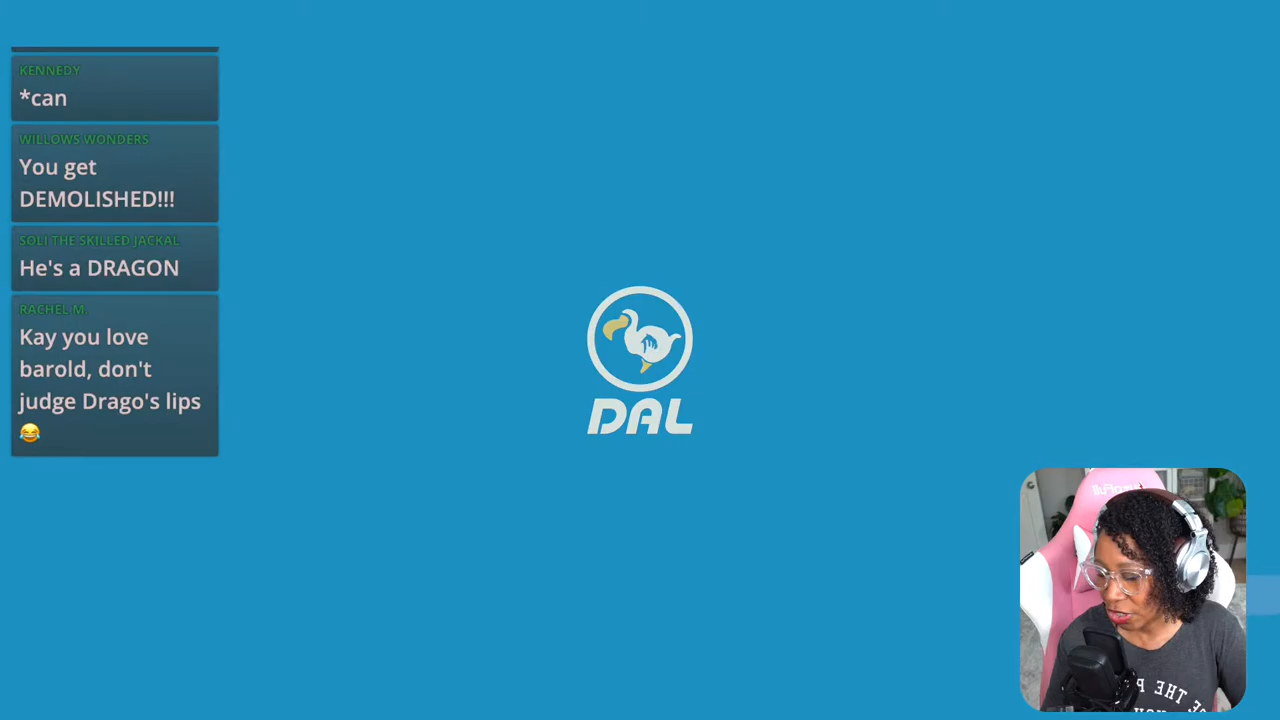 KENNEDY
*can
WILLOWS WONDERS
You get
DEMOLISHED!!!
SOLI THE SKILLED JACKAL
He's a DRAGON
RACHEL M.
Kay you love
barold, don't
judge Drago's lips
😂
DAL